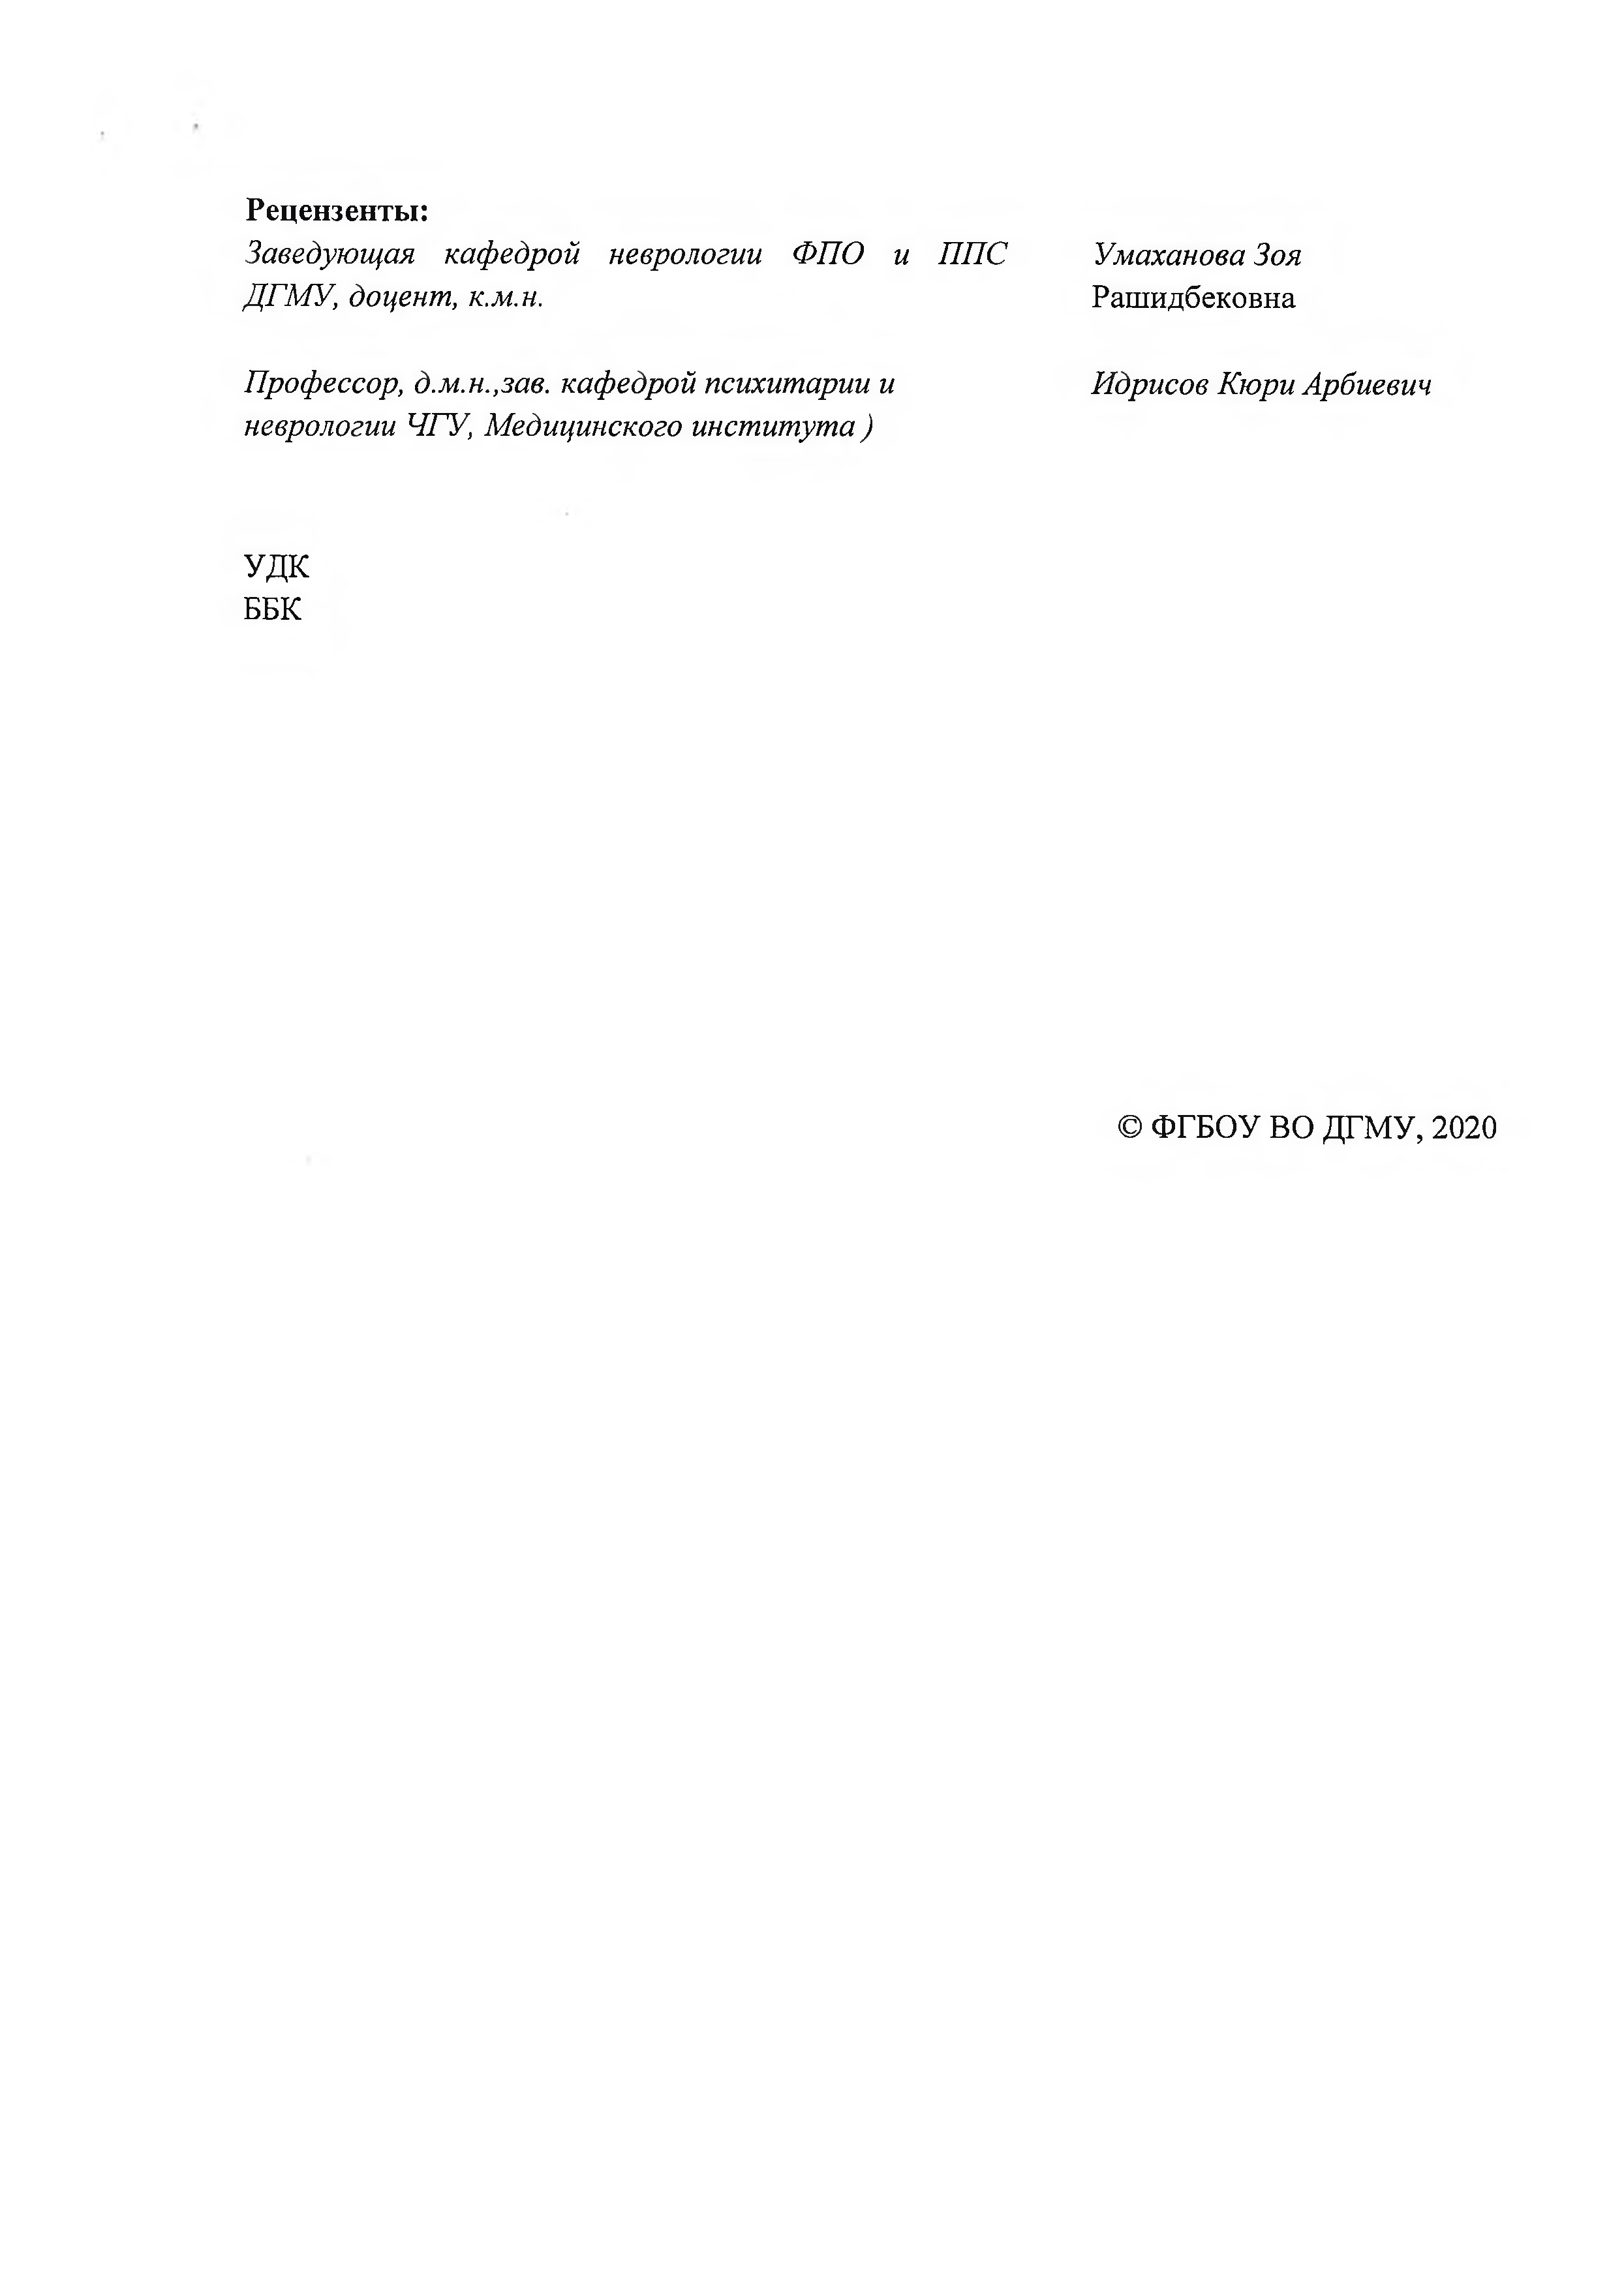 Рецензенты:
Заведующая кафедрой неврологии ФПО и ППС Умаханова Зоя
ДГМУ, доцент, к.м.н. Рашидбековна
Профессор, д.м.н.,зав. кафедрой психитарии и Идрисов Кюри Арбиевич
неврологии ЧГУ, Медицинского института )
УДК
ББК
© ФГБОУ ВО ДГМУ, 2020